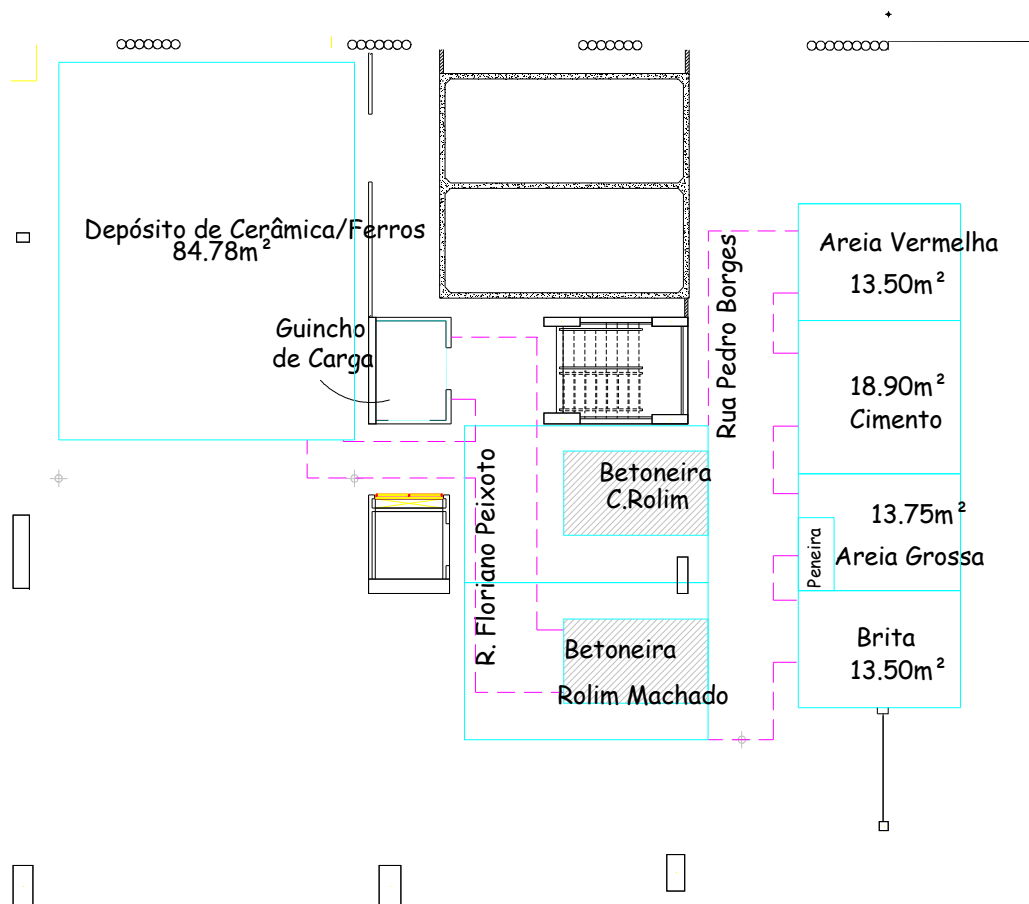 Depósito de Cerâmica/Ferros
84.78m²
Guincho
de Carga
Rua Pedro Borges
Areia Vermelha
13.50m²
18.90m²
Cimento
R. Floriano Peixoto
Betoneira
C.Rolim
13.75m²
Peneira
Areia Grossa
Betoneira
Rolim Machado
Brita
13.50m²